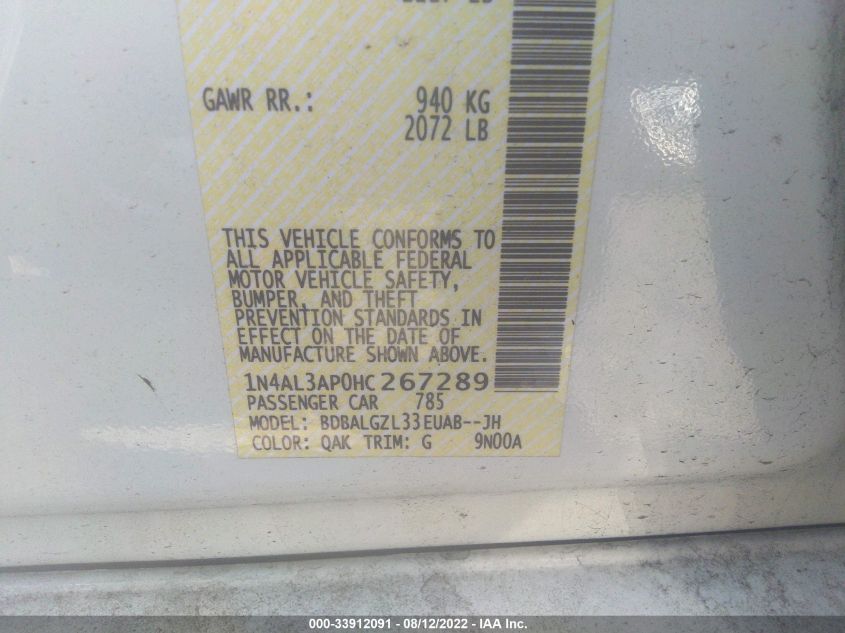 GAWR RR.: 940 KG
2072 LB
THIS VEHICLE CONFORMS TO
ALL APPLICABLE FEDERAL
MOTOR VEHICLE SAFETY,
BUMPER, AND THEFT
PREVENTION STANDARDS IN
EFFECT ON THE DATE OF
MANUFACTURE SHOWN ABOVE.
1N4AL3AP0HC267289
PASSENGER CAR 785
MODEL: BDBALGZL33EUAB--JH
COLOR: QAK TRIM: G 9N00A
000-33912091 - 08/12/2022 - IAA Inc.